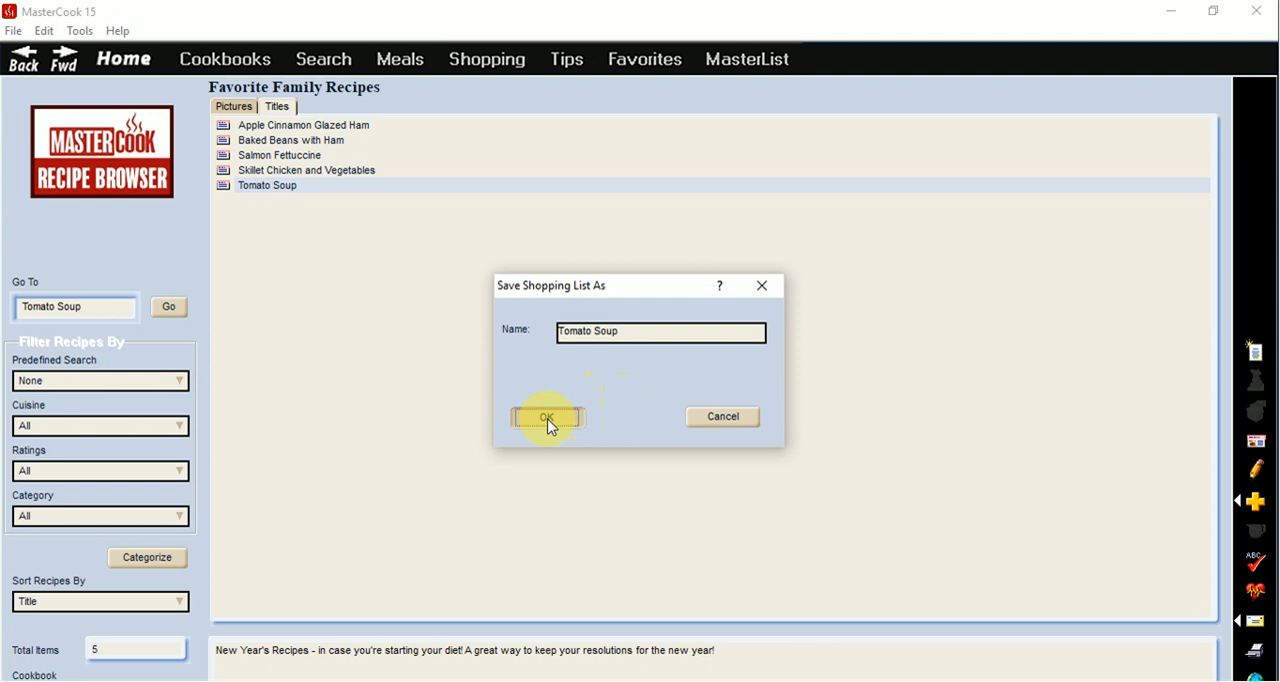 MasterCook 15
File Edit Tools Help
Back Fwd Home Cookbooks Search Meals Shopping Tips Favorites MasterList
Favorite Family Recipes
Pictures Titles
MASTERCOOK
RECIPE BROWSER
Apple Cinnamon Glazed Ham
Baked Beans with Ham
Salmon Fettuccine
Skillet Chicken and Vegetables
Tomato Soup
Go To
Tomato Soup Go
Filter Recipes By
Predefined Search
None
Cuisine
All
Ratings
All
Category
All
Categorize
Sort Recipes By
Title
Total Items 5
Cookbook
Save Shopping List As ?
Name: Tomato Soup
OK Cancel
New Year's Recipes - in case you're starting your diet! A great way to keep your resolutions for the new year!
ABC